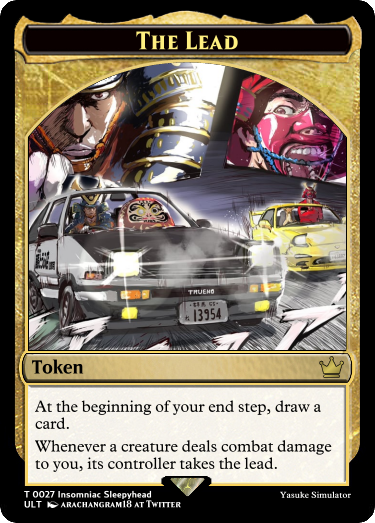 THE LEAD
TRUENO
13954
Token
At the beginning of your end step, draw a
card.
Whenever a creature deals combat damage
to you, its controller takes the lead.
T 0027 Insomniac Sleepyhead
Yasuke Simulator
ULT ARACHANGRAM18 AT TWITTER